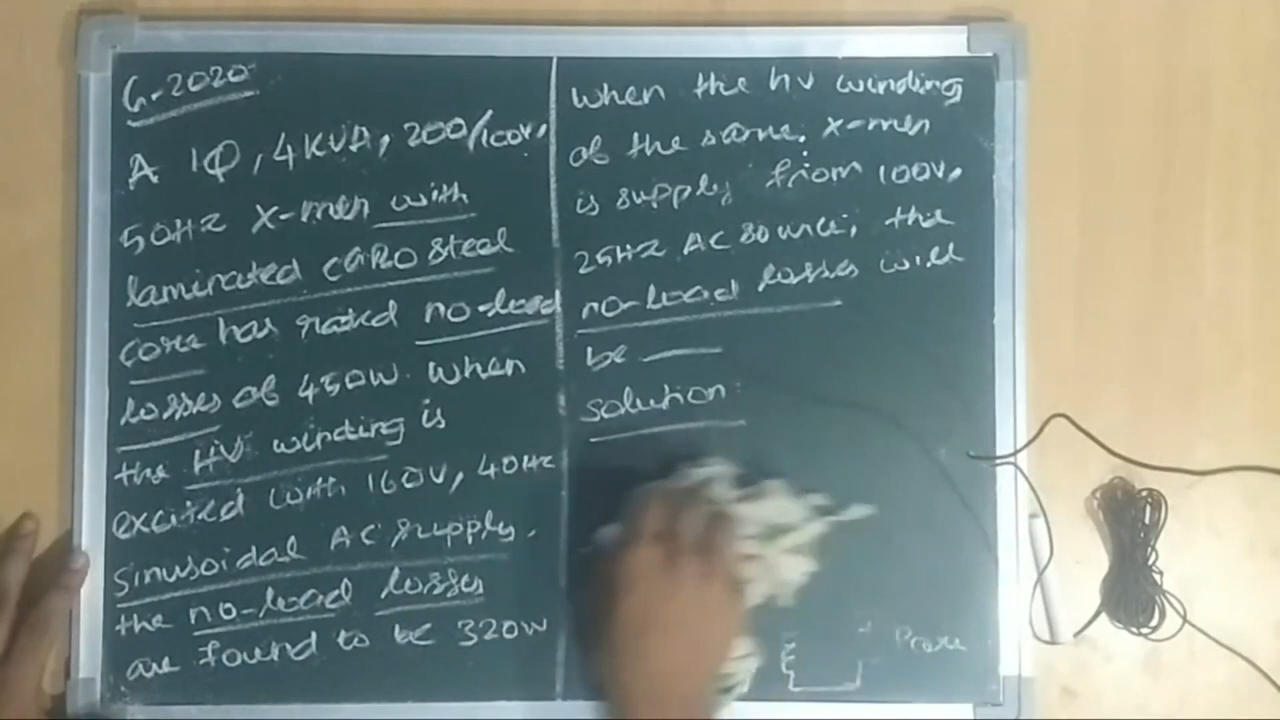 G-2020
A 1Φ, 4KVA, 200/100V,
50HZ X-mer with
laminated CRGO steel
core has rated no-load
losses of 450W. When
the HV winding is
excited with 160V, 40HZ
sinusoidal AC supply,
the no-load losses
are found to be 320W
when the hv winding
of the same, X-mer
is supply from 100V,
25HZ AC source, the
no-load losses will
be ___
Solution: